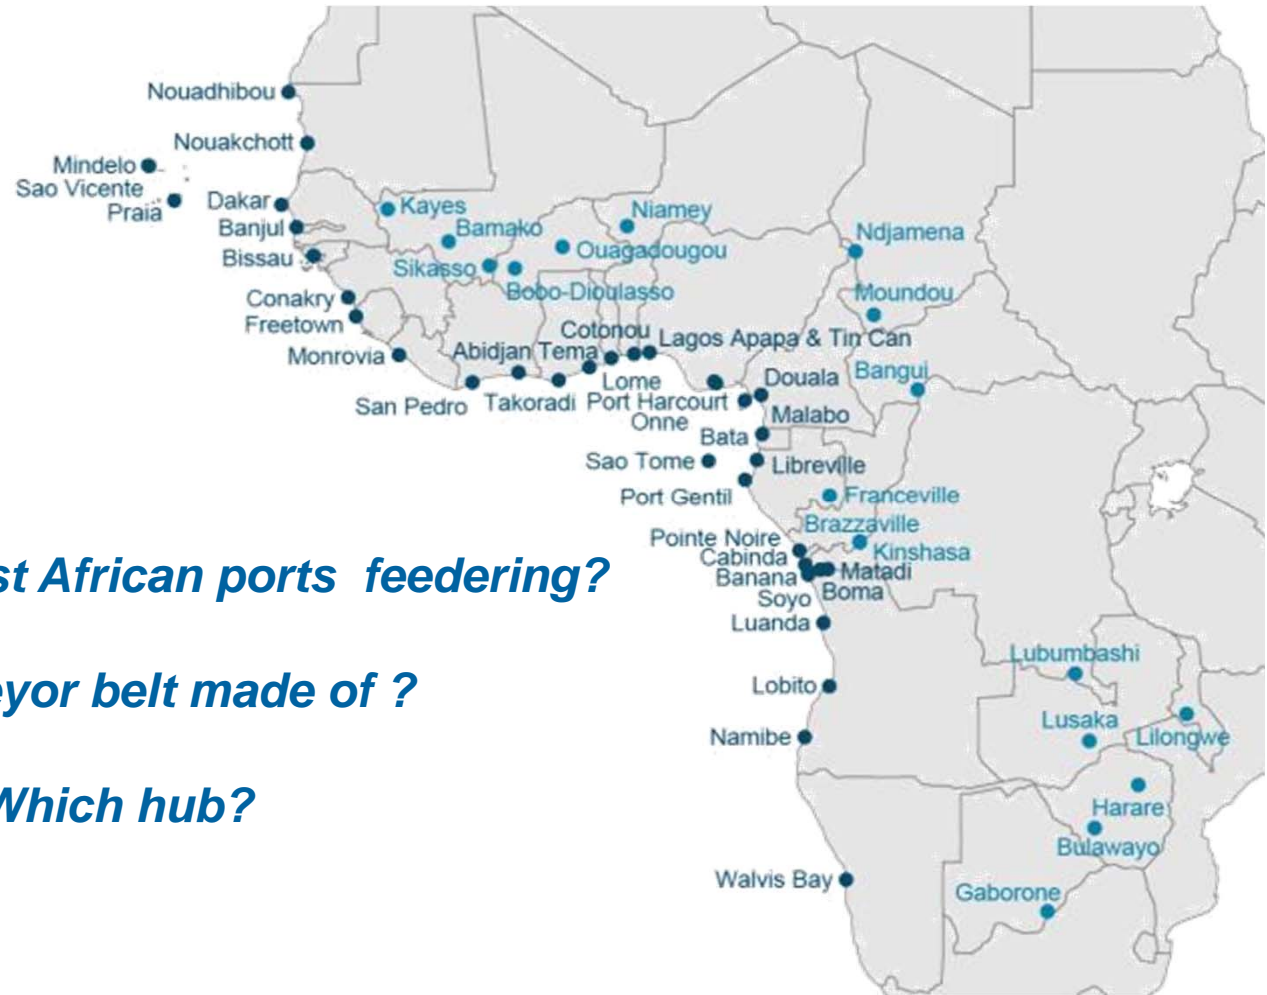 Nouadhibou
Nouakchott
Mindelo
Sao Vicente
Praia
Dakar
Banjul
Bissau
Conakry
Freetown
Monrovia
Kayes
Bamako
Sikasso
Niamey
Ouagadougou
Bobo-Dioulasso
Ndjamena
Moundou
Bangui
Cotonou
Lagos Apapa & Tin Can
Abidjan Tema
San Pedro
Takoradi
Lome
Port Harcourt
Onne
Douala
Malabo
Bata
Sao Tome
Libreville
Port Gentil
Franceville
Brazzaville
Pointe Noire
Kinshasa
Cabinda
Banana
Matadi
Soyo
Boma
Luanda
Lobito
Namibe
Lubumbashi
Lusaka
Lilongwe
Harare
Bulawayo
Walvis Bay
Gaborone
st African ports feedering?
eyor belt made of ?
Which hub?